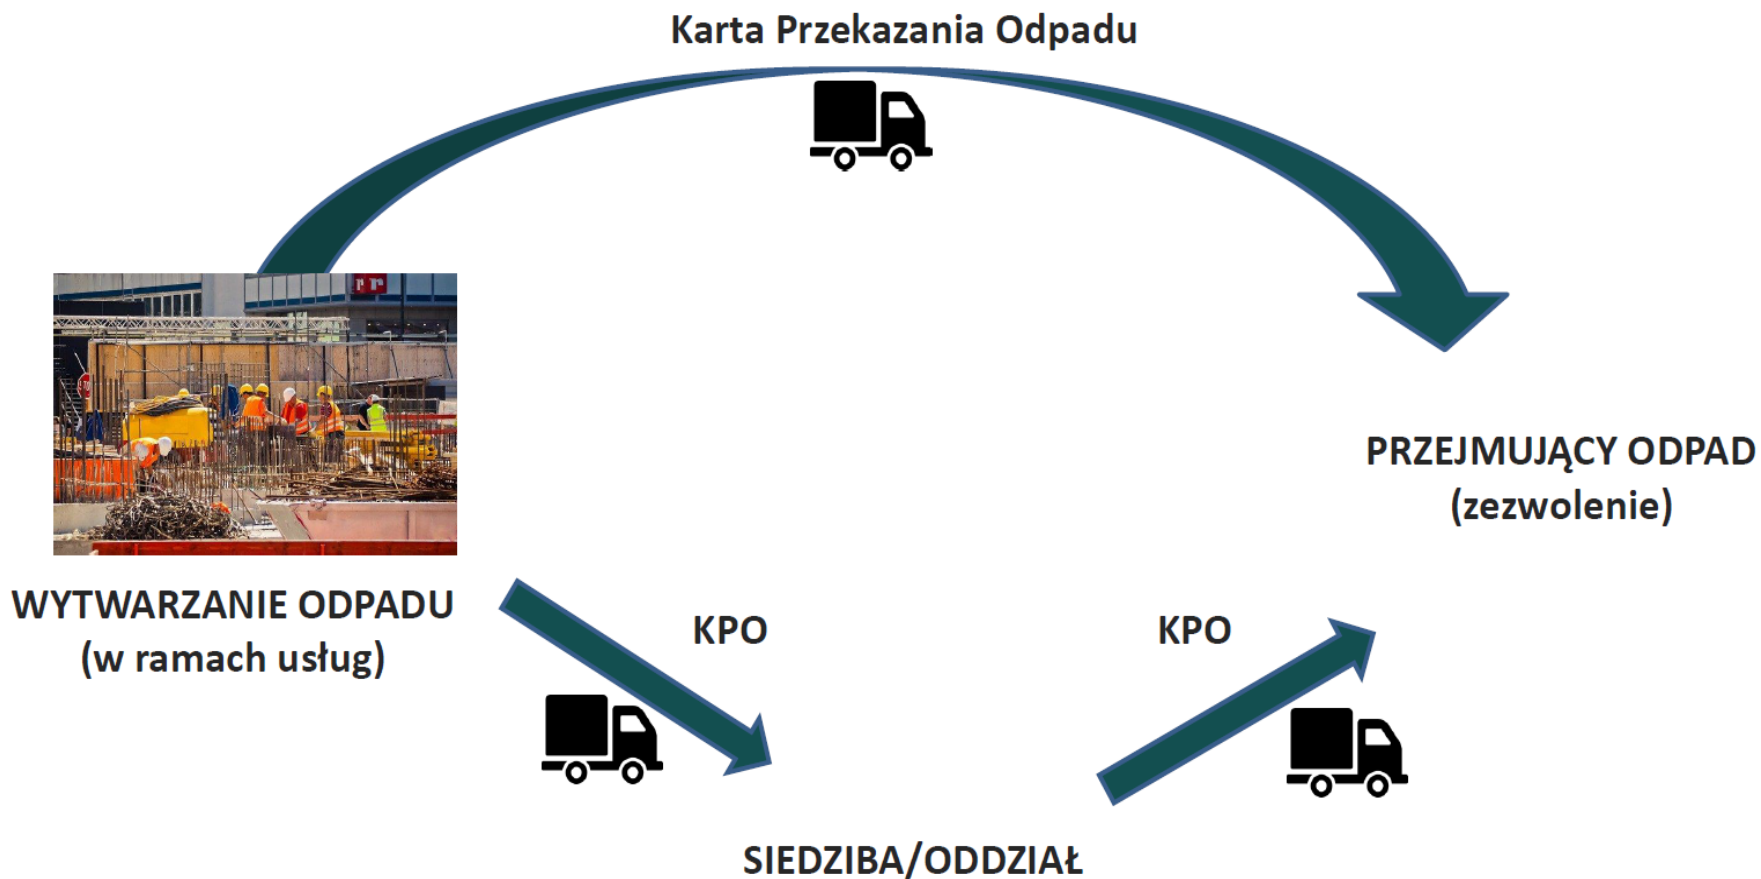 Karta Przekazania Odpadu
PRZEJMUJĄCY ODPAD
(zezwolenie)
WYTWARZANIE ODPADU
(w ramach usług)
KPO
KPO
SIEDZIBA/ODDZIAŁ